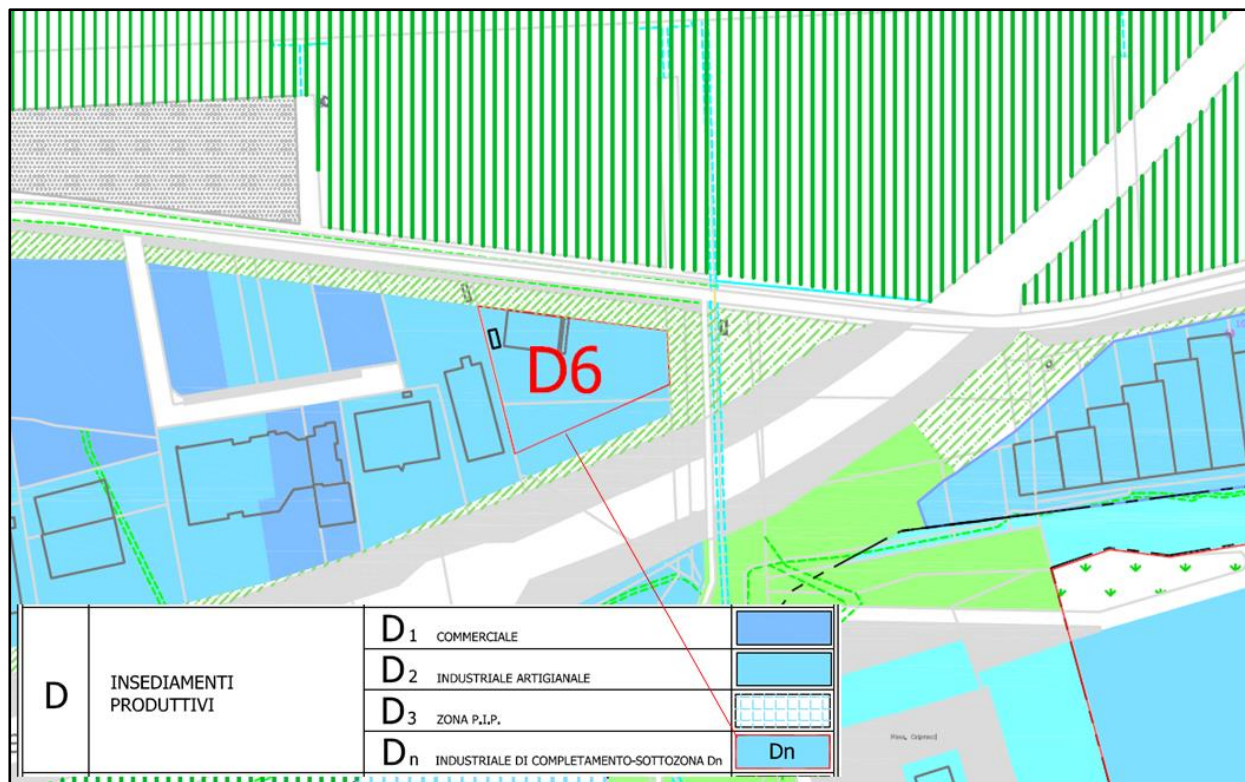 D6
D
INSEDIAMENTI
PRODUTTIVI
D1 COMMERCIALE
D2 INDUSTRIALE ARTIGIANALE
D3 ZONA P.I.P.
Dn INDUSTRIALE DI COMPLETAMENTO-SOTTOZONA Dn
Dn